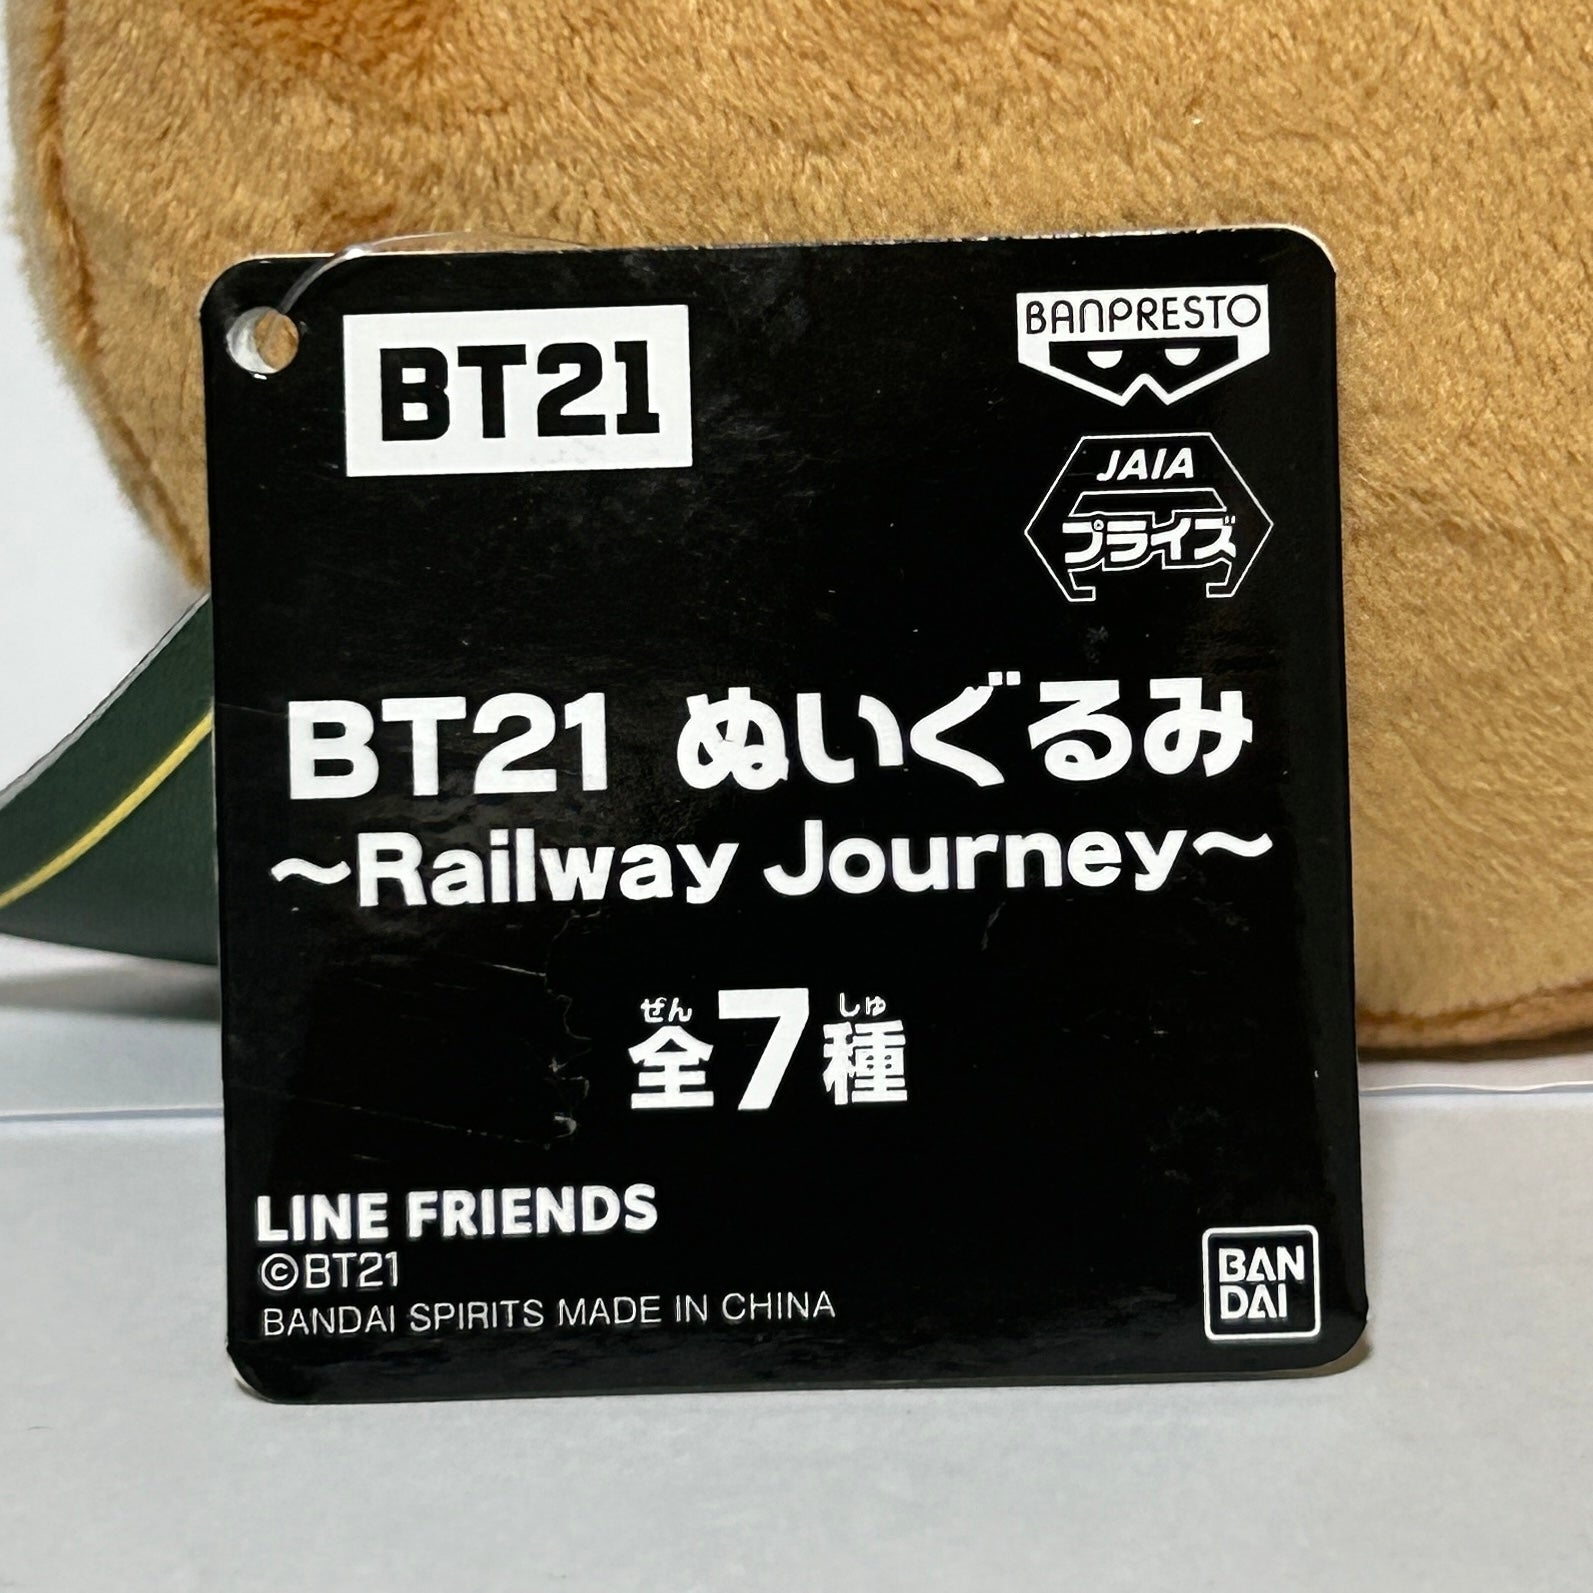 BT21
BANPRESTO
JAIA
プライズ
BT21 ぬいぐるみ
～Railway Journey～
ぜん しゅ
全7種
LINE FRIENDS
©BT21
BANDAI SPIRITS MADE IN CHINA
BAN
DAI